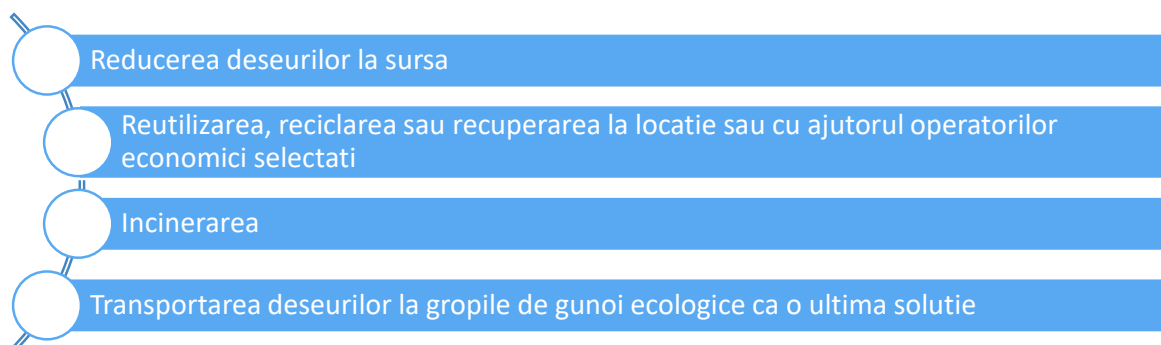 Reducerea deseurilor la sursa
Reutilizarea, reciclarea sau recuperarea la locatie sau cu ajutorul operatorilor
economici selectati
Incinerarea
Transportarea deseurilor la gropile de gunoi ecologice ca o ultima solutie